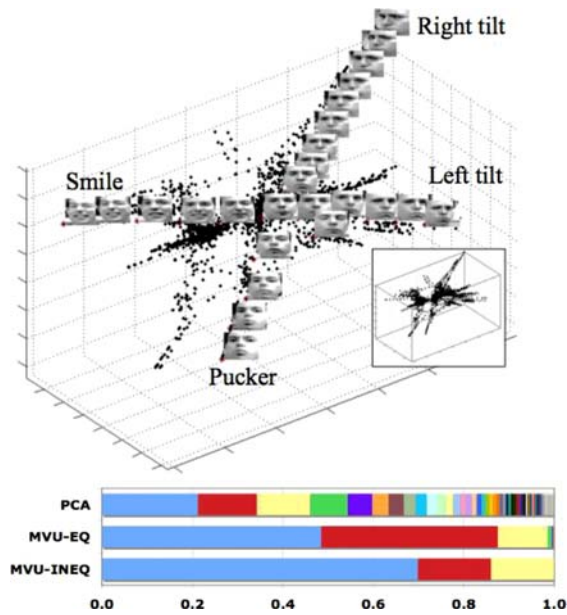 Right tilt
Smile
Left tilt
Pucker
PCA
MVU-EQ
MVU-INEQ
0.0 0.2 0.4 0.6 0.8 1.0